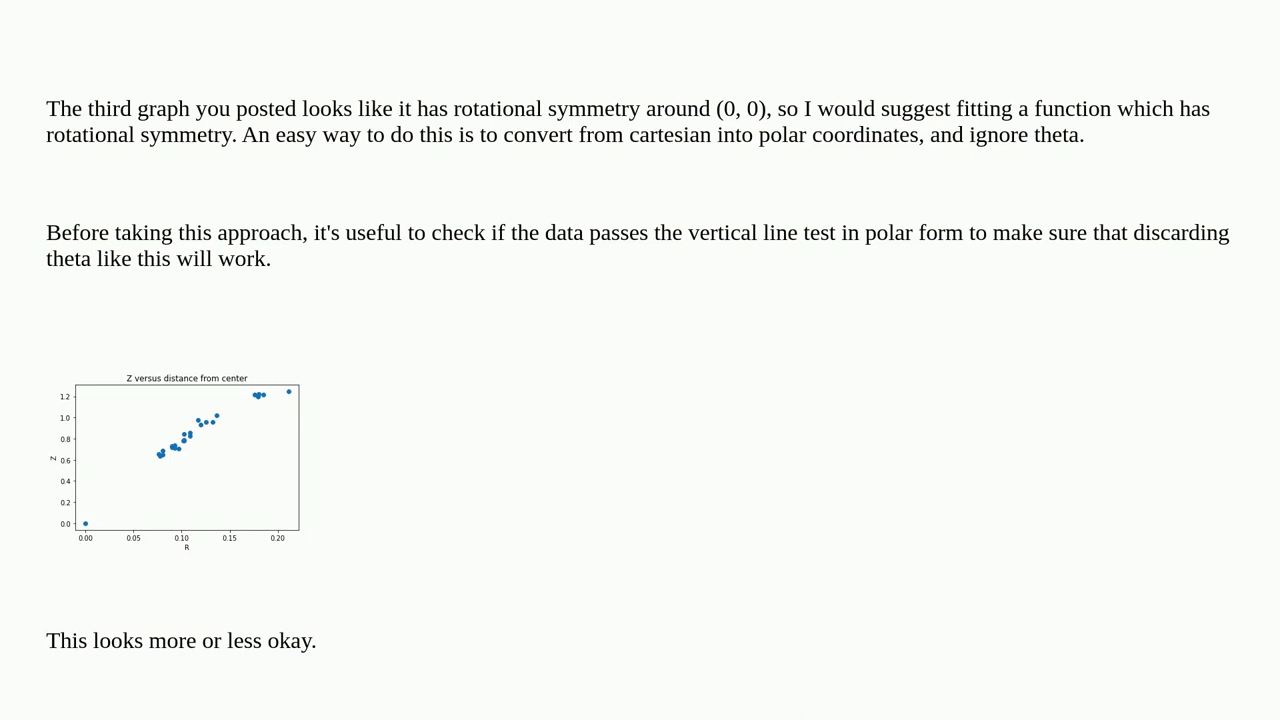 The third graph you posted looks like it has rotational symmetry around (0, 0), so I would suggest fitting a function which has
rotational symmetry. An easy way to do this is to convert from cartesian into polar coordinates, and ignore theta.
Before taking this approach, it's useful to check if the data passes the vertical line test in polar form to make sure that discarding
theta like this will work.
Z versus distance from center
1.2
1.0
0.8
0.6
0.4
0.2
0.0
Z
0.00 0.05 0.10 0.15 0.20
R
This looks more or less okay.